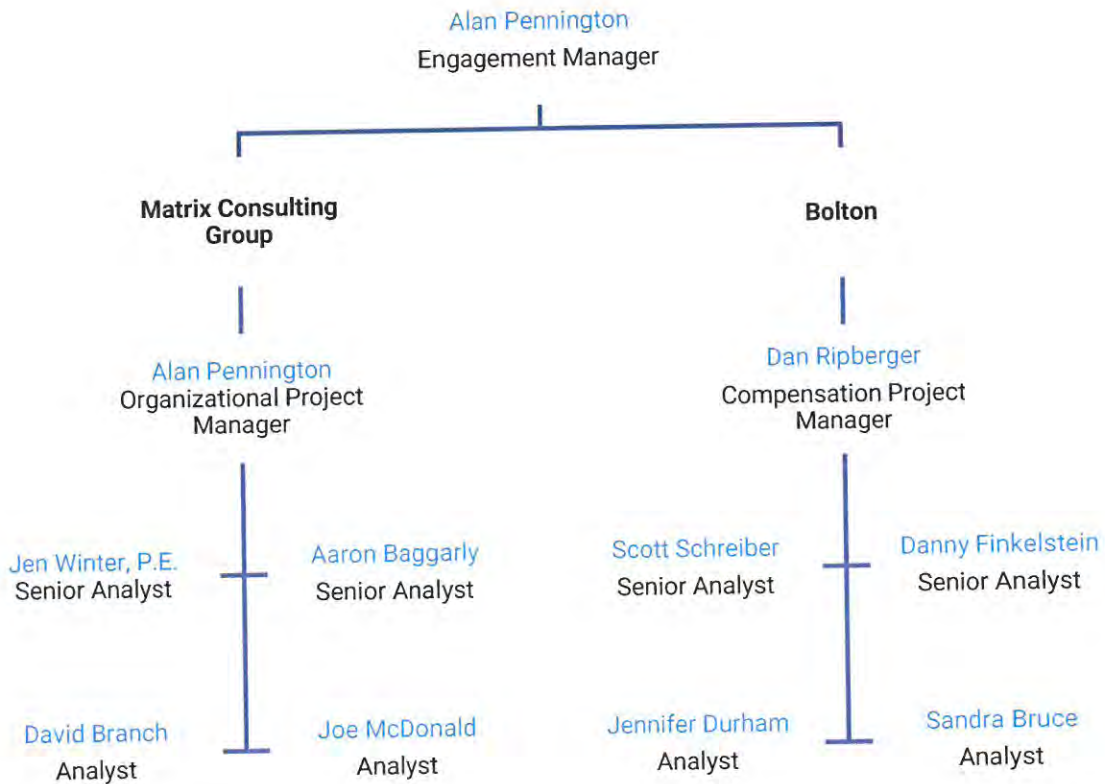 Alan Pennington
Engagement Manager
Matrix Consulting
Group
Bolton
Alan Pennington
Organizational Project
Manager
Dan Ripberger
Compensation Project
Manager
Jen Winter, P.E.
Senior Analyst
Aaron Baggarly
Senior Analyst
Scott Schreiber
Senior Analyst
Danny Finkelstein
Senior Analyst
David Branch
Analyst
Joe McDonald
Analyst
Jennifer Durham
Analyst
Sandra Bruce
Analyst